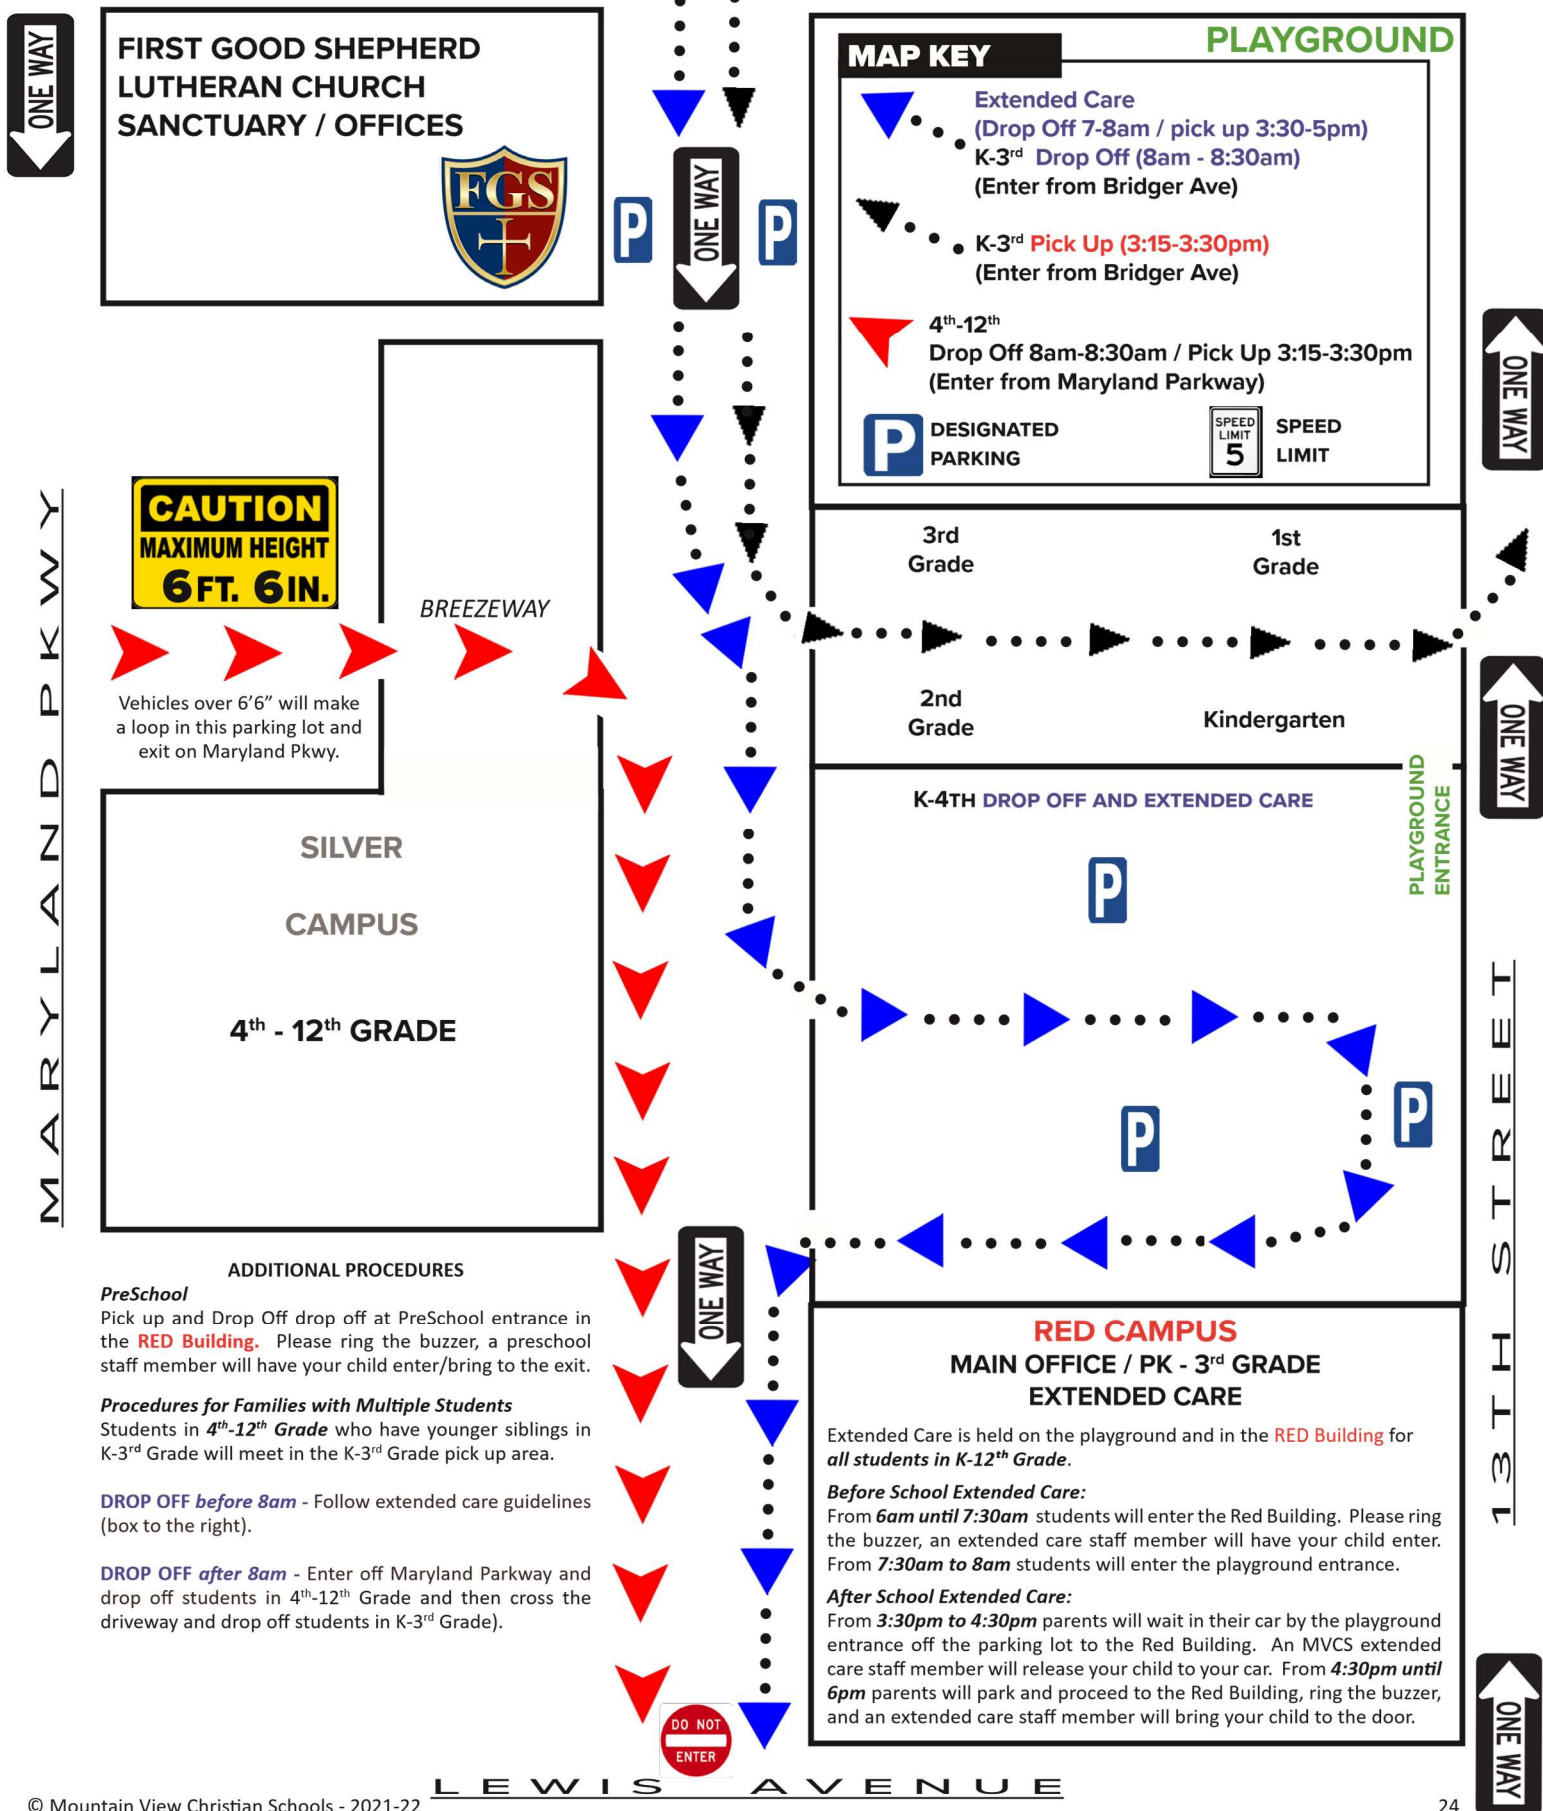 ONE WAY
FIRST GOOD SHEPHERD
LUTHERAN CHURCH
SANCTUARY / OFFICES
FGS
P
ONE WAY
P
PLAYGROUND
MAP KEY
Extended Care
(Drop Off 7-8am / pick up 3:30-5pm)
K-3rd Drop Off (8am - 8:30am)
(Enter from Bridger Ave)
K-3rd Pick Up (3:15-3:30pm)
(Enter from Bridger Ave)
4th-12th
Drop Off 8am-8:30am / Pick Up 3:15-3:30pm
(Enter from Maryland Parkway)
P
DESIGNATED
PARKING
SPEED
LIMIT
5
SPEED
LIMIT
ONE WAY
MARYLAND PKWY
CAUTION
MAXIMUM HEIGHT
6 FT. 6 IN.
BREEZEWAY
Vehicles over 6'6” will make
a loop in this parking lot and
exit on Maryland Pkwy.
3rd
Grade
1st
Grade
2nd
Grade
Kindergarten
ONE WAY
SILVER
CAMPUS
4th - 12th GRADE
K-4TH DROP OFF AND EXTENDED CARE
PLAYGROUND
ENTRANCE
P
P
P
13TH STREET
ONE WAY
ADDITIONAL PROCEDURES
PreSchool
Pick up and Drop Off drop off at PreSchool entrance in
the RED Building. Please ring the buzzer, a preschool
staff member will have your child enter/bring to the exit.
Procedures for Families with Multiple Students
Students in 4th-12th Grade who have younger siblings in
K-3rd Grade will meet in the K-3rd Grade pick up area.
DROP OFF before 8am - Follow extended care guidelines
(box to the right).
DROP OFF after 8am - Enter off Maryland Parkway and
drop off students in 4th-12th Grade and then cross the
driveway and drop off students in K-3rd Grade).
RED CAMPUS
MAIN OFFICE / PK - 3rd GRADE
EXTENDED CARE
Extended Care is held on the playground and in the RED Building for
all students in K-12th Grade.
Before School Extended Care:
From 6am until 7:30am students will enter the Red Building. Please ring
the buzzer, an extended care staff member will have your child enter.
From 7:30am to 8am students will enter the playground entrance.
After School Extended Care:
From 3:30pm to 4:30pm parents will wait in their car by the playground
entrance off the parking lot to the Red Building. An MVCS extended
care staff member will release your child to your car. From 4:30pm until
6pm parents will park and proceed to the Red Building, ring the buzzer,
and an extended care staff member will bring your child to the door.
DO NOT
ENTER
ONE WAY
LEWIS AVENUE
© Mountain View Christian Schools - 2021-22
24